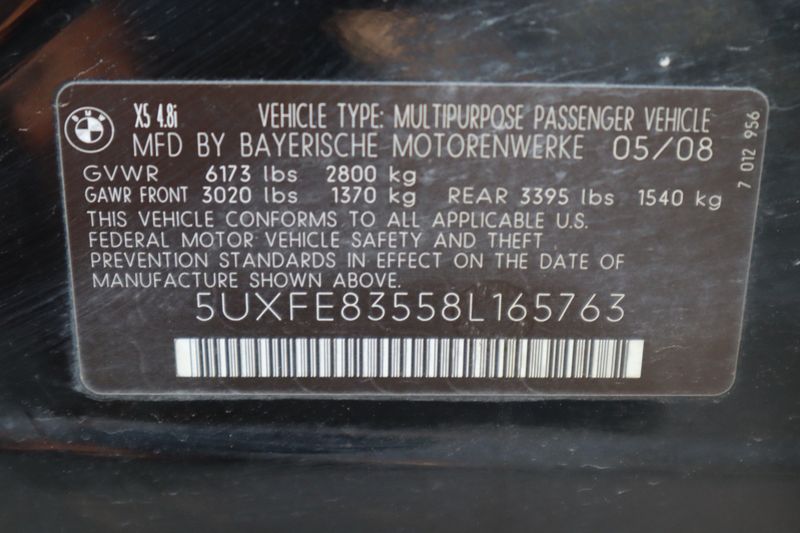 BMW X5 4.8i VEHICLE TYPE: MULTIPURPOSE PASSENGER VEHICLE
MFD BY BAYERISCHE MOTORENWERKE 05/08
GVWR 6173 lbs 2800 kg
GAWR FRONT 3020 lbs 1370 kg REAR 3395 lbs 1540 kg
THIS VEHICLE CONFORMS TO ALL APPLICABLE U.S.
FEDERAL MOTOR VEHICLE SAFETY AND THEFT
PREVENTION STANDARDS IN EFFECT ON THE DATE OF
MANUFACTURE SHOWN ABOVE.
5UXFE83558L165763
7 012 956